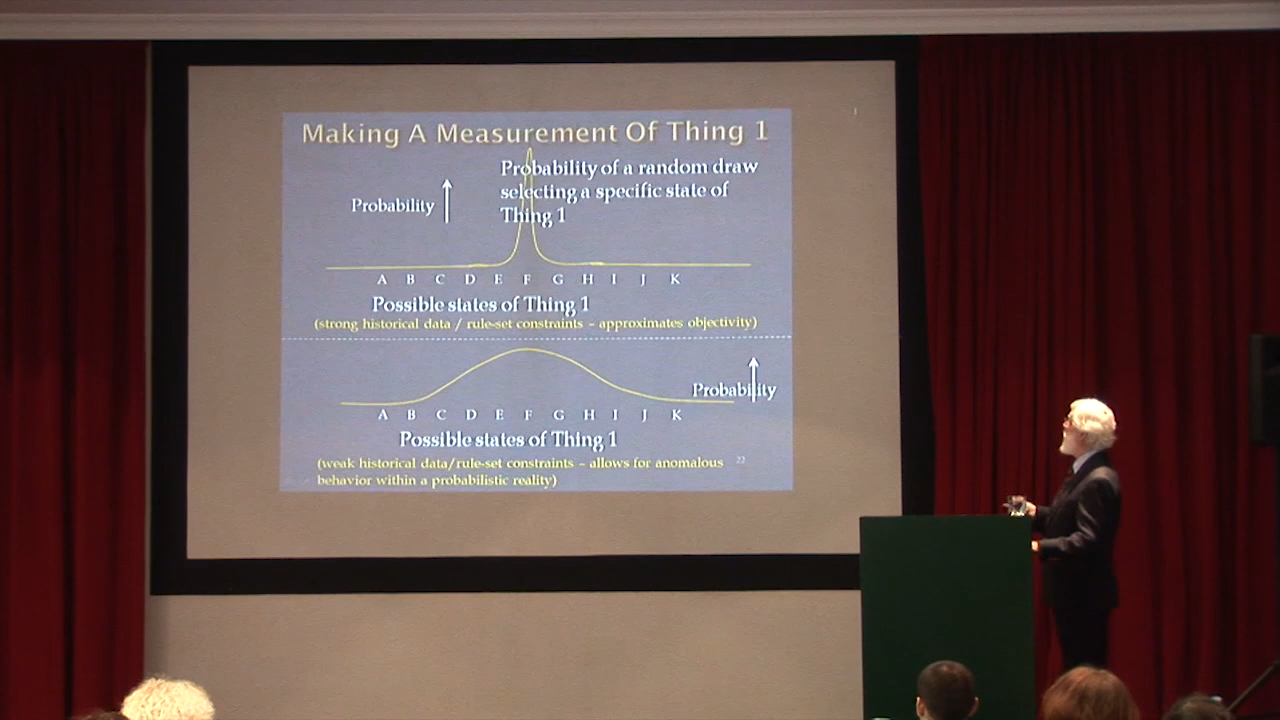 Making A Measurement Of Thing 1
Probability of a random draw
selecting a specific state of
Thing 1
Probability
A B C D E F G H I J K
Possible states of Thing 1
(strong historical data / rule-set constraints – approximates objectivity)
Probability
A B C D E F G H I J K
Possible states of Thing 1
(weak historical data/rule-set constraints – allows for anomalous
behavior within a probabilistic reality)
22